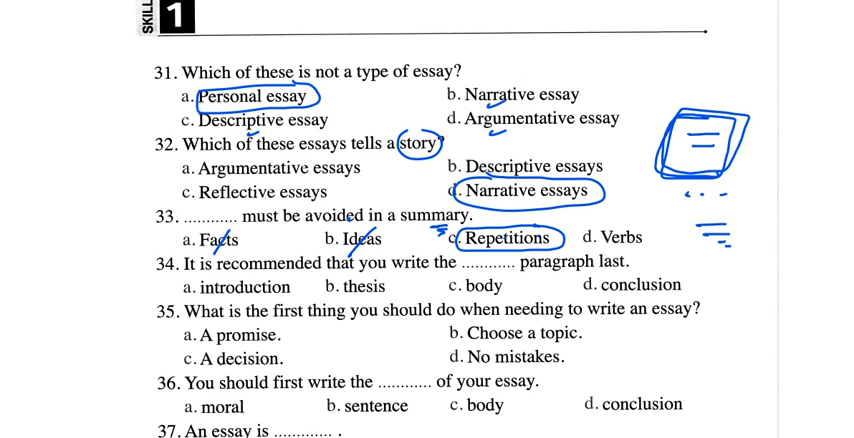 SKILL 1
31. Which of these is not a type of essay?
a. Personal essay b. Narrative essay
c. Descriptive essay d. Argumentative essay
32. Which of these essays tells a story?
a. Argumentative essays b. Descriptive essays
c. Reflective essays d. Narrative essays
33. ............ must be avoided in a summary.
a. Facts b. Ideas c. Repetitions d. Verbs
34. It is recommended that you write the ............ paragraph last.
a. introduction b. thesis c. body d. conclusion
35. What is the first thing you should do when needing to write an essay?
a. A promise. b. Choose a topic.
c. A decision. d. No mistakes.
36. You should first write the ............ of your essay.
a. moral b. sentence c. body d. conclusion
37. An essay is ............. .